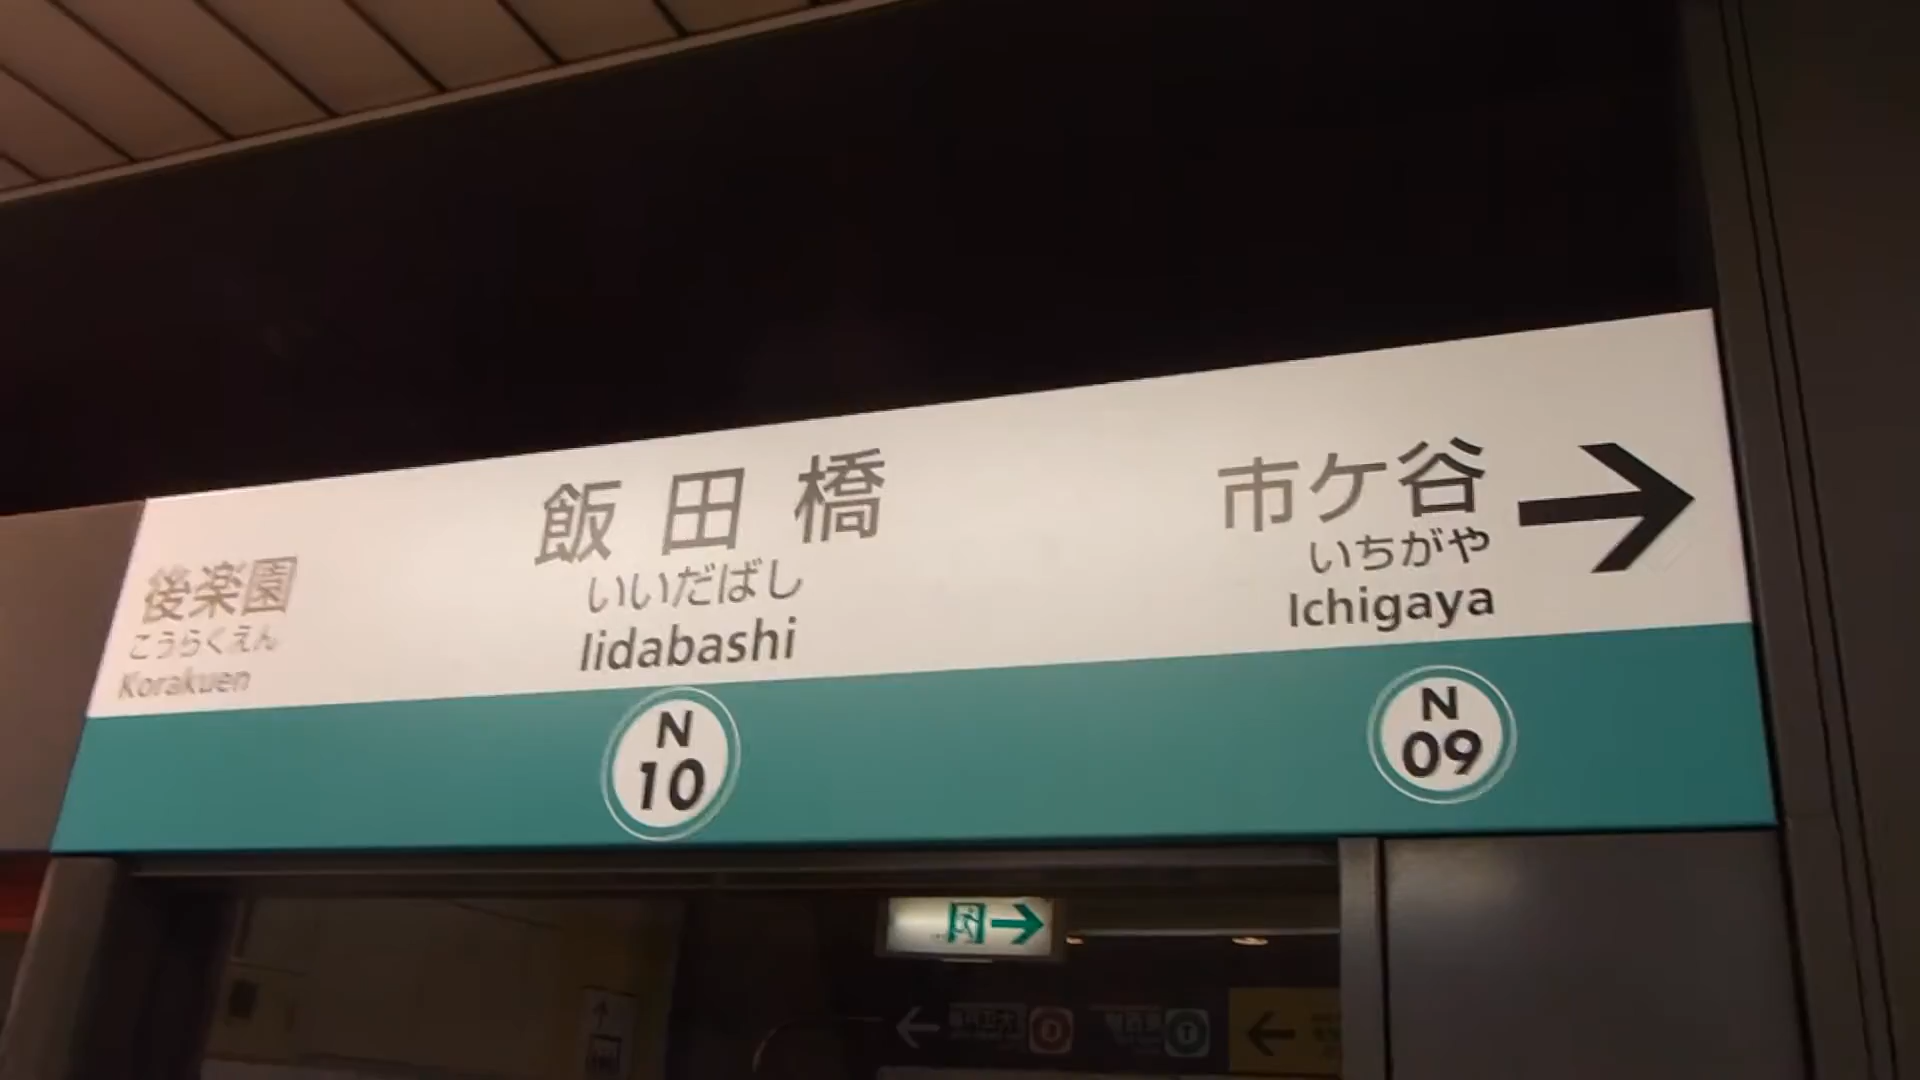 後楽園
こうらくえん
Korakuen
飯田橋
いいだばし
Iidabashi
N
10
市ケ谷
いちがや
Ichigaya
N
09